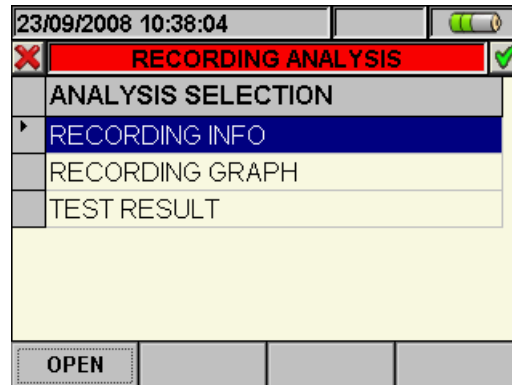 23/09/2008 10:38:04
RECORDING ANALYSIS
ANALYSIS SELECTION
RECORDING INFO
RECORDING GRAPH
TEST RESULT
OPEN